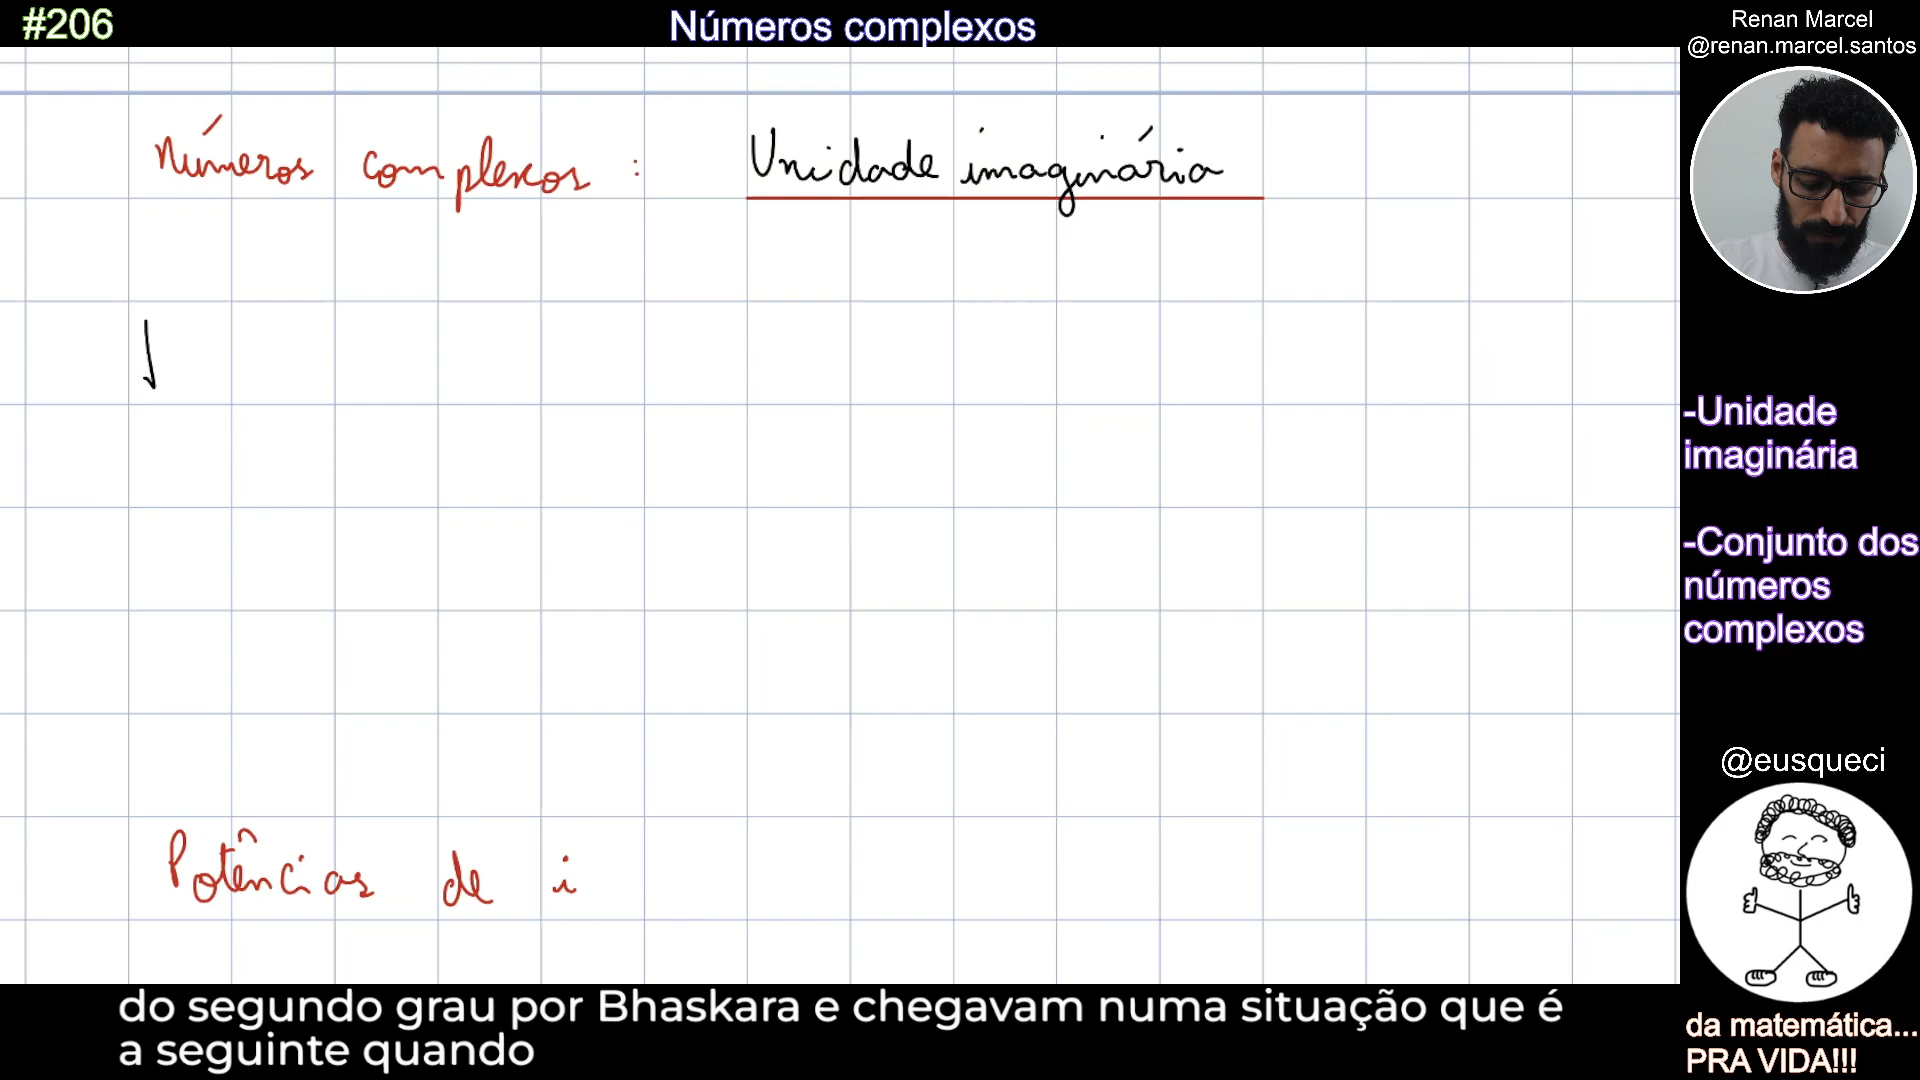 #206
Números complexos
Renan Marcel
@renan.marcel.santos
Números complexos : Unidade imaginária
-Unidade
imaginária
-Conjunto dos
números
complexos
@eusqueci
Potências de i
do segundo grau por Bhaskara e chegavam numa situação que é
a seguinte quando
da matemática...
PRA VIDA!!!